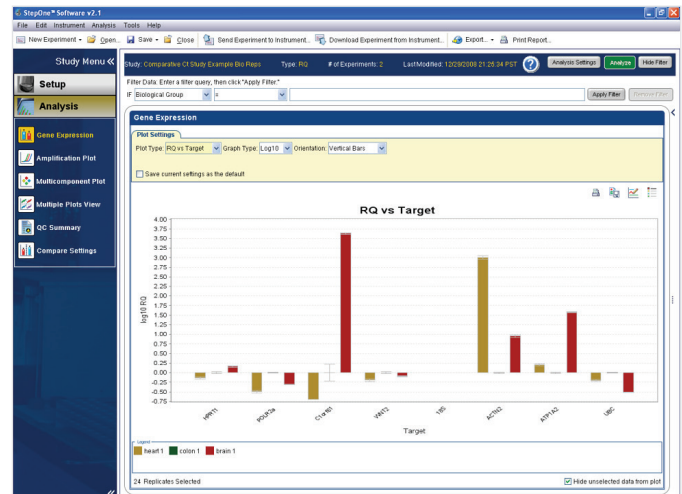 StepOne™ Software v2.1
File Edit Instrument Analysis Tools Help
New Experiment Open... Save Close Send Experiment to Instrument... Download Experiment from Instrument... Export... Print Report...
Study Menu «
Setup
Analysis
Gene Expression
Amplification Plot
Multicomponent Plot
Multiple Plots View
QC Summary
Compare Settings
Study: Comparative Ct Study Example Bio Reps Type: RQ # of Experiments: 2 Last Modified: 12/29/2008 21:25:34 PST ? Analysis Settings Analyze Hide Filter
Filter Data: Enter a filter query, then click "Apply Filter."
IF Biological Group = Apply Filter Remove Filter
Gene Expression
Plot Settings
Plot Type: RQ vs Target Graph Type: Log10 Orientation: Vertical Bars
Save current settings as the default
RQ vs Target
4.00
3.75
3.50
3.25
3.00
2.75
2.50
2.25
2.00
1.75
1.50
1.25
1.00
0.75
0.50
0.25
0.00
-0.25
-0.50
-0.75
log10 RQ
HPRTt POLR2a 18S ACTN2 ATP1A2 UBC
Target
Legend
heart 1 colon 1 brain 1
24 Replicates Selected
Hide unselected data from plot